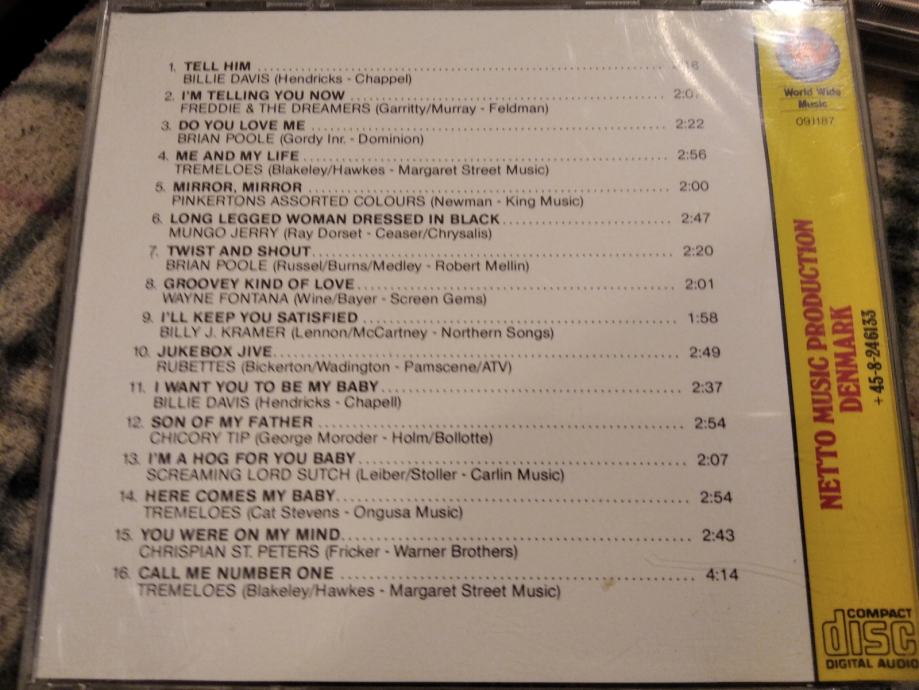 1. TELL HIM
BILLIE DAVIS (Hendricks - Chappel)
2. I'M TELLING YOU NOW
FREDDIE & THE DREAMERS (Garritty/Murray - Feldman)
3. DO YOU LOVE ME 2:22
BRIAN POOLE (Gordy Inr. - Dominion)
4. ME AND MY LIFE 2:56
TREMELOES (Blakeley/Hawkes - Margaret Street Music)
5. MIRROR, MIRROR 2:00
PINKERTONS ASSORTED COLOURS (Newman - King Music)
6. LONG LEGGED WOMAN DRESSED IN BLACK 2:47
MUNGO JERRY (Ray Dorset - Ceaser/Chrysalis)
7. TWIST AND SHOUT 2:20
BRIAN POOLE (Russel/Burns/Medley - Robert Mellin)
8. GROOVEY KIND OF LOVE 2:01
WAYNE FONTANA (Wine/Bayer - Screen Gems)
9. I'LL KEEP YOU SATISFIED 1:58
BILLY J. KRAMER (Lennon/McCartney - Northern Songs)
10. JUKEBOX JIVE 2:49
RUBETTES (Bickerton/Wadington - Pamscene/ATV)
11. I WANT YOU TO BE MY BABY 2:37
BILLIE DAVIS (Hendricks - Chapell)
12. SON OF MY FATHER 2:54
CHICORY TIP (George Moroder - Holm/Bollotte)
13. I'M A HOG FOR YOU BABY 2:07
SCREAMING LORD SUTCH (Leiber/Stoller - Carlin Music)
14. HERE COMES MY BABY 2:54
TREMELOES (Cat Stevens - Ongusa Music)
15. YOU WERE ON MY MIND 2:43
CHRISPIAN ST. PETERS (Fricker - Warner Brothers)
16. CALL ME NUMBER ONE 4:14
TREMELOES (Blakeley/Hawkes - Margaret Street Music)
World Wide
Music
091187
NETTO MUSIC PRODUCTION
DENMARK
+ 45-8-246133
COMPACT
disc
DIGITAL AUDIO